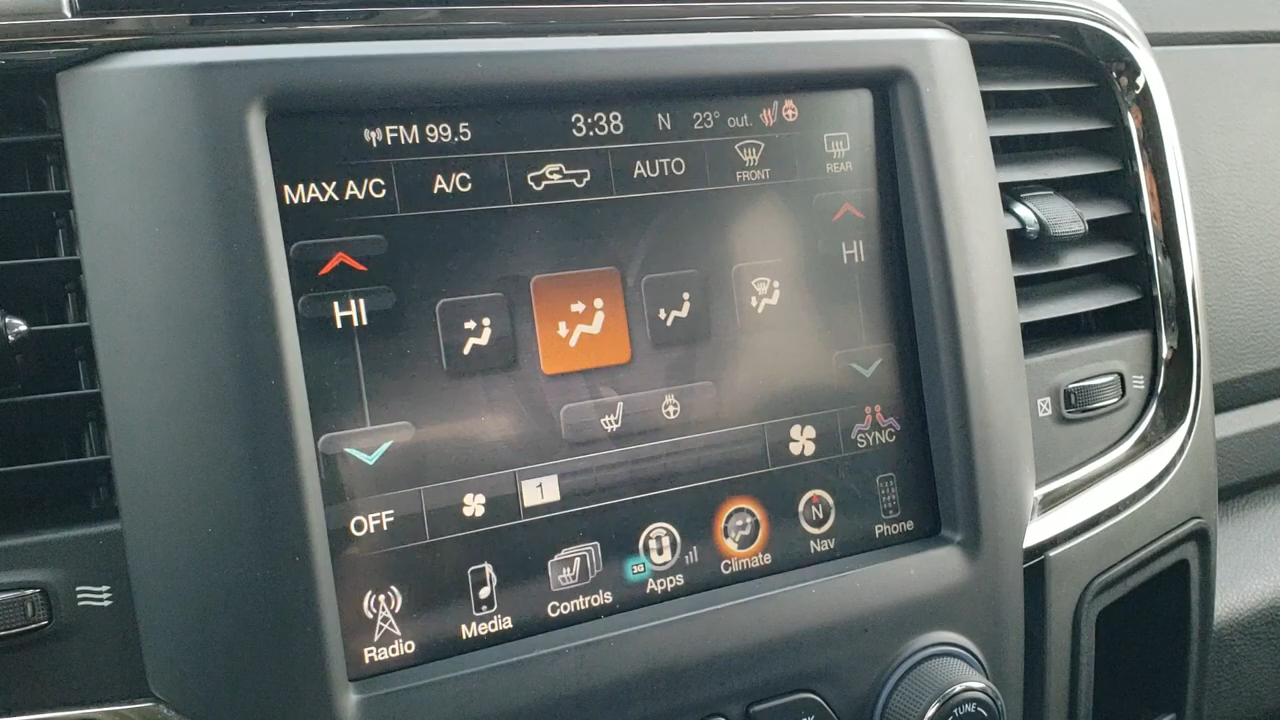 FM 99.5 3:38 N 23° out.
MAX A/C A/C AUTO FRONT REAR
HI HI
SYNC
OFF 1
Radio Media Controls 3G Apps Climate N Nav Phone
TUNE